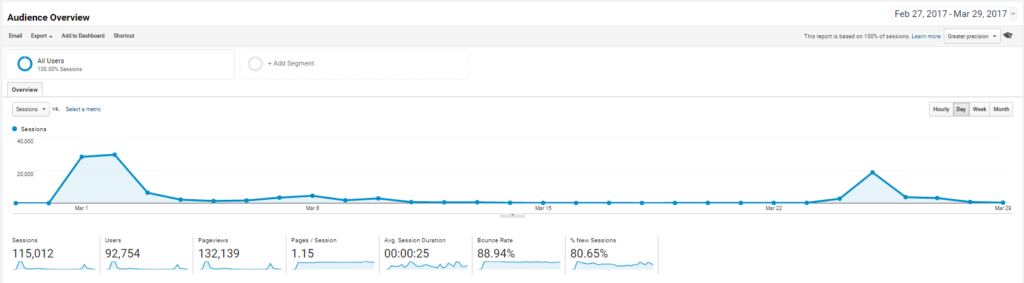 Audience Overview
Feb 27, 2017 - Mar 29, 2017
Email Export Add to Dashboard Shortcut
This report is based on 100% of sessions. Learn more Greater precision
All Users
100.00% Sessions
+ Add Segment
Overview
Sessions vs. Select a metric
Hourly Day Week Month
Sessions
40,000
20,000
Mar 1 Mar 8 Mar 15 Mar 22 Mar 29
Sessions Users Pageviews Pages / Session Avg. Session Duration Bounce Rate % New Sessions
115,012 92,754 132,139 1.15 00:00:25 88.94% 80.65%